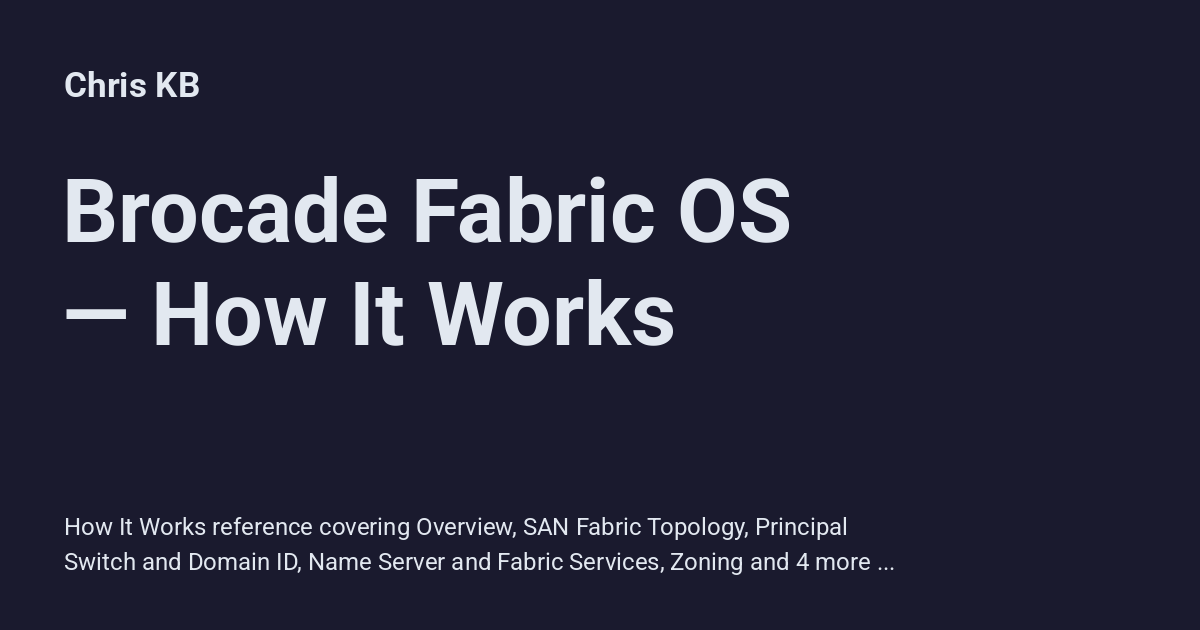 Chris KB
Brocade Fabric OS
— How It Works
How It Works reference covering Overview, SAN Fabric Topology, Principal
Switch and Domain ID, Name Server and Fabric Services, Zoning and 4 more ...